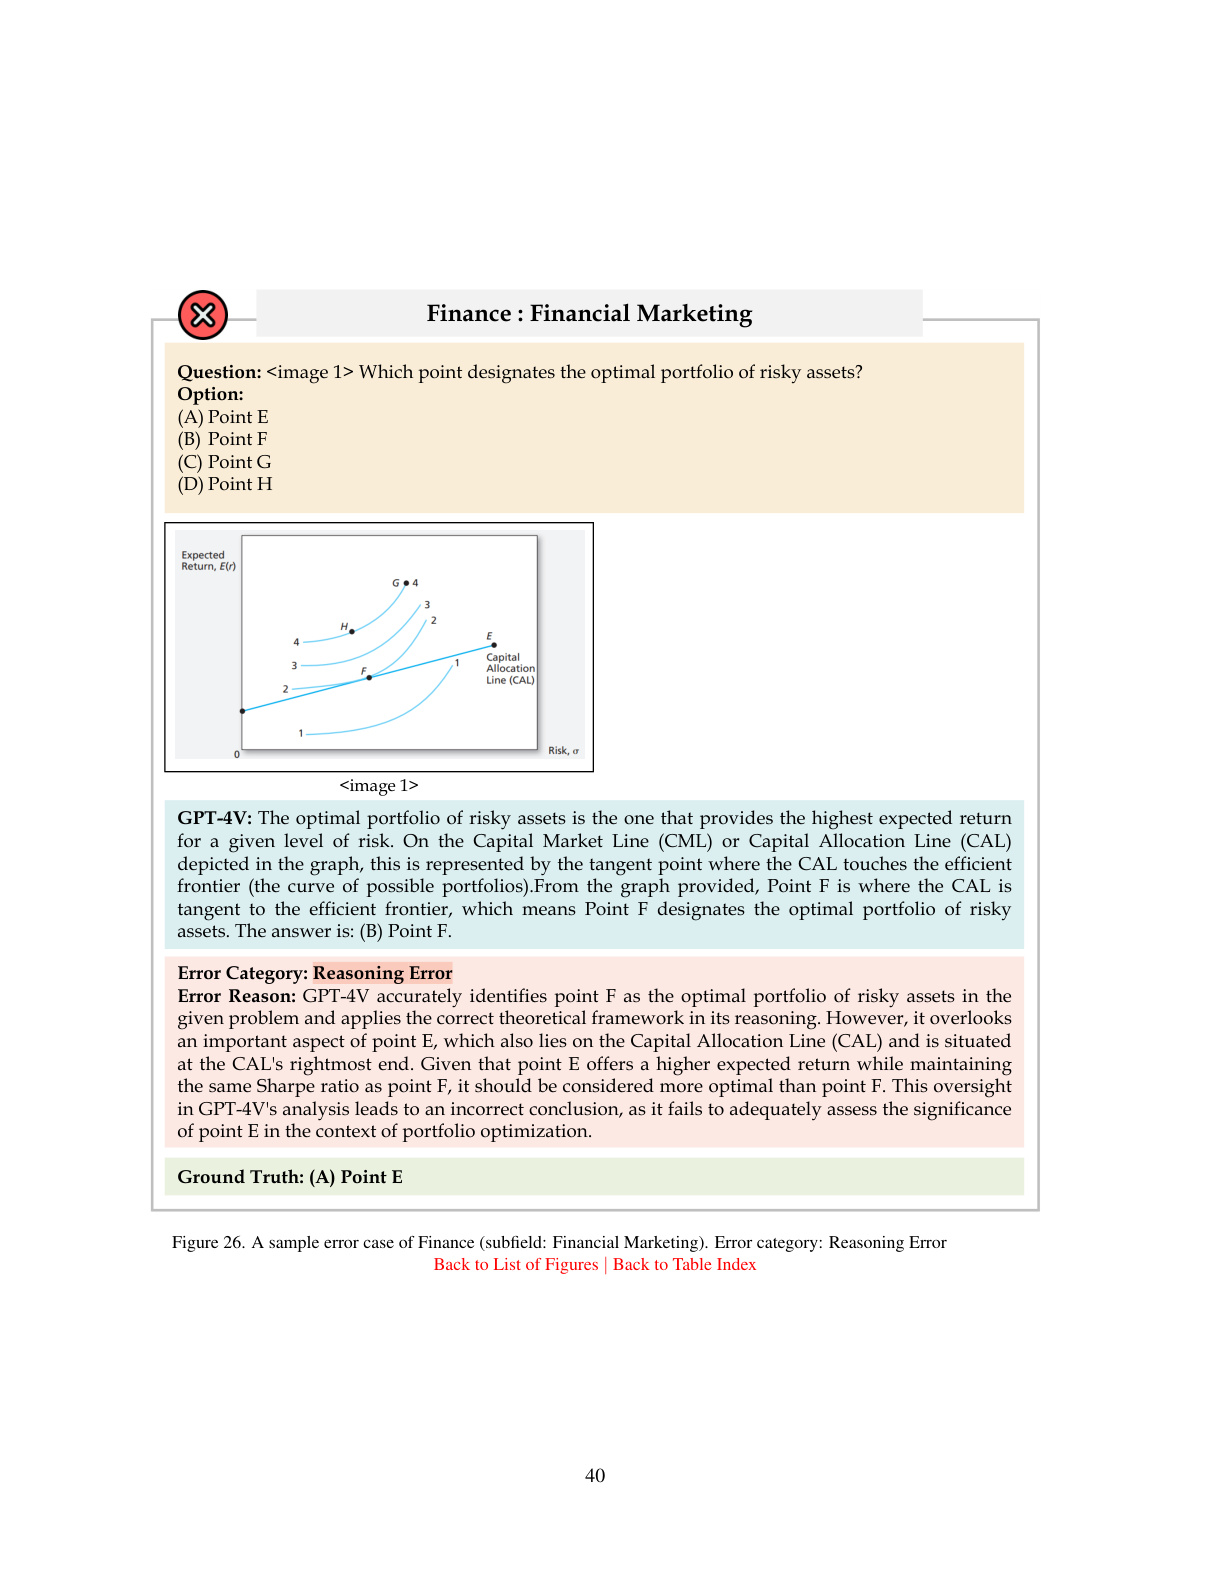 Finance : Financial Marketing
Question: <image 1> Which point designates the optimal portfolio of risky assets?
Option:
(A) Point E
(B) Point F
(C) Point G
(D) Point H
Expected
Return, E(r)
G 4
3
2
H
4
E
3
F
1
Capital
Allocation
Line (CAL)
2
1
0
Risk, σ
<image 1>
GPT-4V: The optimal portfolio of risky assets is the one that provides the highest expected return
for a given level of risk. On the Capital Market Line (CML) or Capital Allocation Line (CAL)
depicted in the graph, this is represented by the tangent point where the CAL touches the efficient
frontier (the curve of possible portfolios).From the graph provided, Point F is where the CAL is
tangent to the efficient frontier, which means Point F designates the optimal portfolio of risky
assets. The answer is: (B) Point F.
Error Category: Reasoning Error
Error Reason: GPT-4V accurately identifies point F as the optimal portfolio of risky assets in the
given problem and applies the correct theoretical framework in its reasoning. However, it overlooks
an important aspect of point E, which also lies on the Capital Allocation Line (CAL) and is situated
at the CAL's rightmost end. Given that point E offers a higher expected return while maintaining
the same Sharpe ratio as point F, it should be considered more optimal than point F. This oversight
in GPT-4V's analysis leads to an incorrect conclusion, as it fails to adequately assess the significance
of point E in the context of portfolio optimization.
Ground Truth: (A) Point E
Figure 26. A sample error case of Finance (subfield: Financial Marketing). Error category: Reasoning Error
Back to List of Figures | Back to Table Index
40